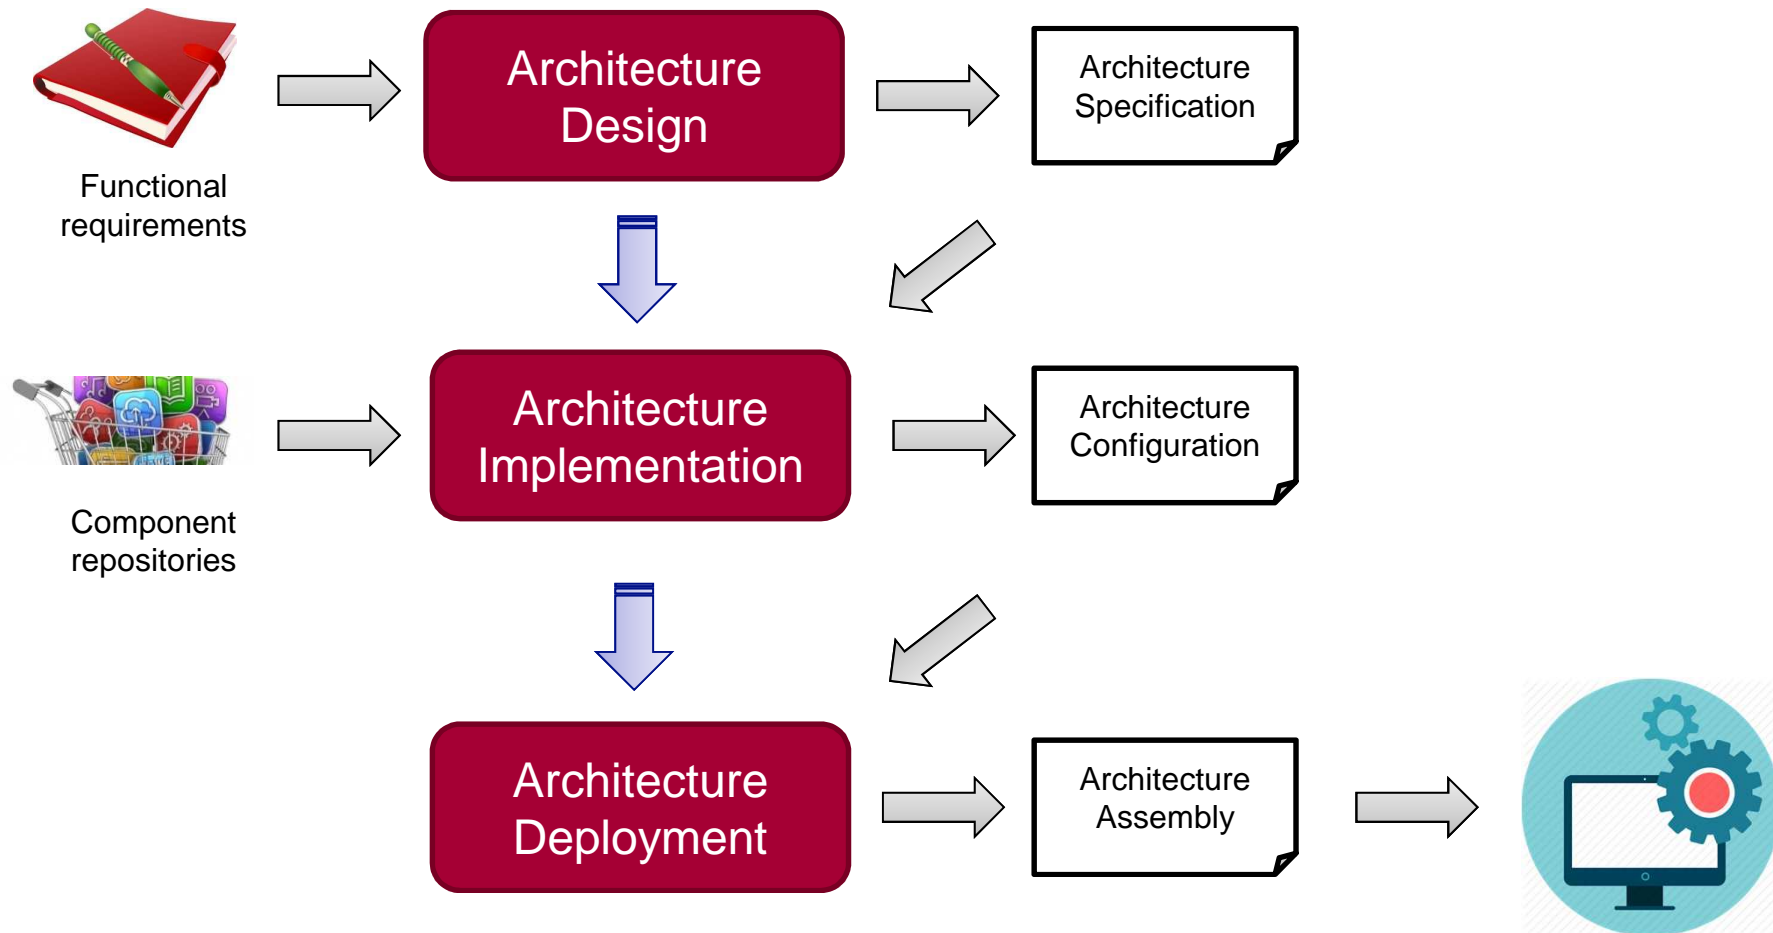 Architecture
Design
Architecture
Specification
Functional
requirements
Architecture
Implementation
Architecture
Configuration
Component
repositories
Architecture
Deployment
Architecture
Assembly